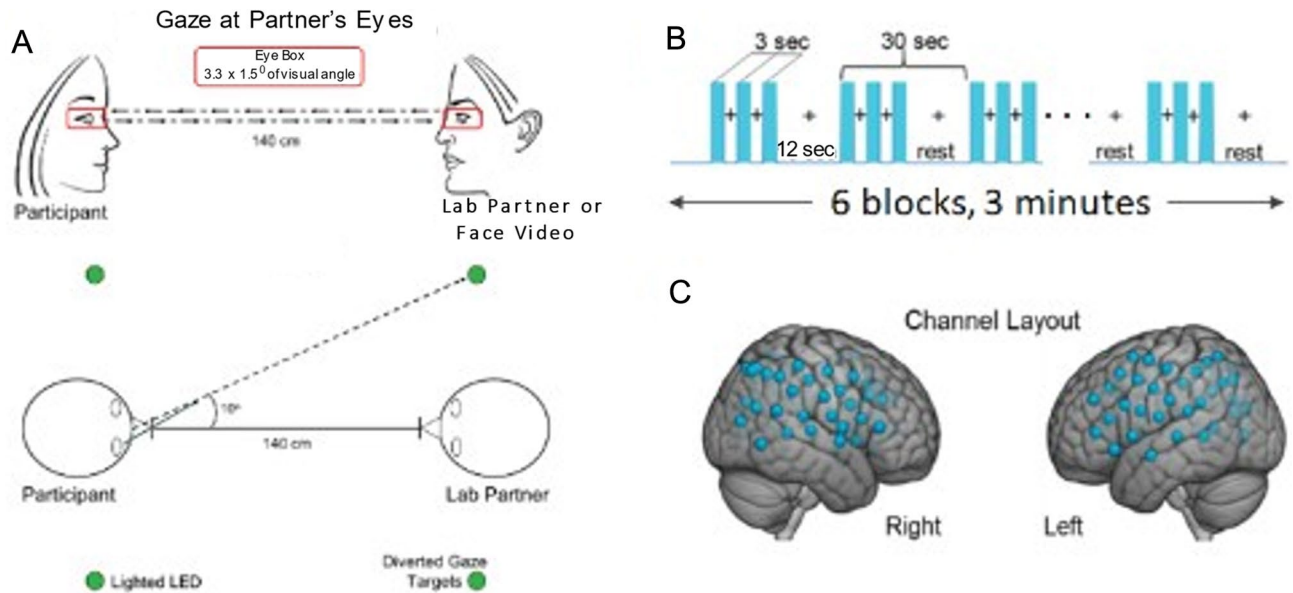 A
Gaze at Partner's Eyes
Eye Box
3.3 x 1.5⁰ of visual angle
140 cm
Participant
Lab Partner or
Face Video
140 cm
Participant
Lab Partner
Lighted LED
Diverted Gaze
Targets
B
3 sec
30 sec
+ + + + + + + + + + + +
12 sec
rest
rest
rest
6 blocks, 3 minutes
C
Channel Layout
Right
Left